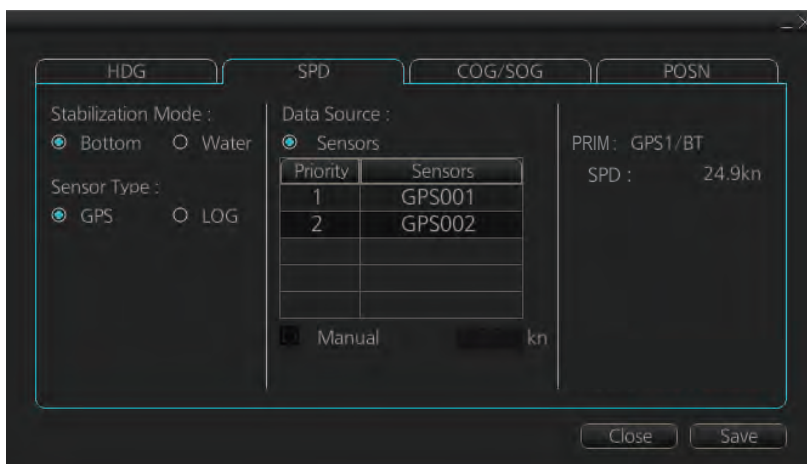 HDG SPD COG/SOG POSN
Stabilization Mode :
Bottom Water
Sensor Type :
GPS LOG
Data Source :
Sensors
Priority Sensors
1 GPS001
2 GPS002
Manual kn
PRIM: GPS1/BT
SPD : 24.9kn
Close Save